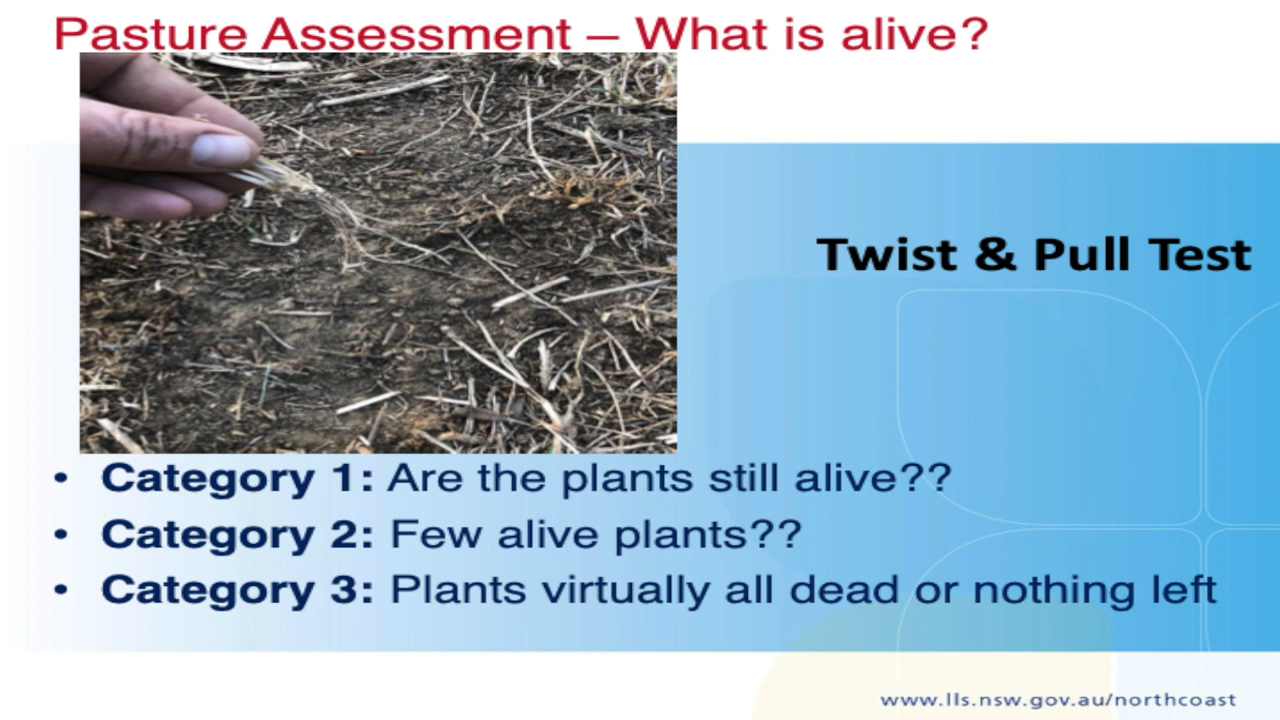 Pasture Assessment – What is alive?
Twist & Pull Test
• Category 1: Are the plants still alive??
• Category 2: Few alive plants??
• Category 3: Plants virtually all dead or nothing left
www.lls.nsw.gov.au/northcoast